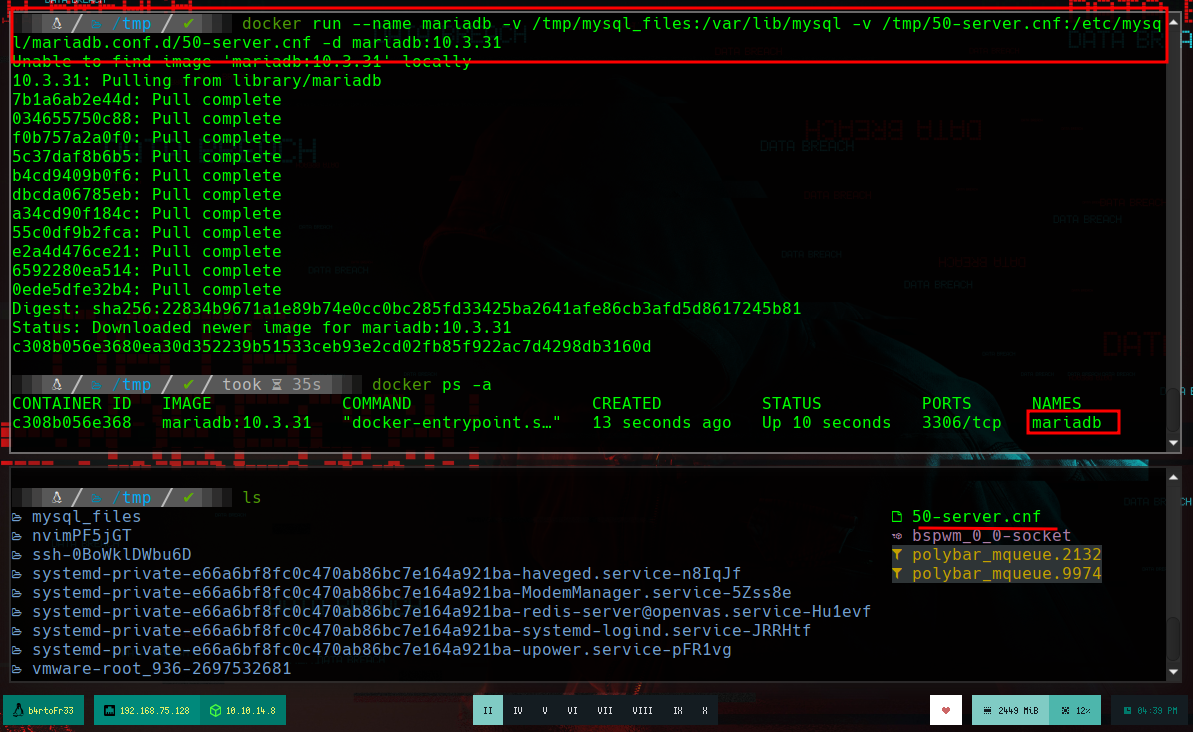 /tmp / ✔ docker run --name mariadb -v /tmp/mysql_files:/var/lib/mysql -v /tmp/50-server.cnf:/etc/mysq
l/mariadb.conf.d/50-server.cnf -d mariadb:10.3.31
Unable to find image 'mariadb:10.3.31' locally
10.3.31: Pulling from library/mariadb
7b1a6ab2e44d: Pull complete
034655750c88: Pull complete
f0b757a2a0f0: Pull complete
5c37daf8b6b5: Pull complete
b4cd9409b0f6: Pull complete
dbcda06785eb: Pull complete
a34cd90f184c: Pull complete
55c0df9b2fca: Pull complete
e2a4d476ce21: Pull complete
6592280ea514: Pull complete
0ede5dfe32b4: Pull complete
Digest: sha256:22834b9671a1e89b74e0cc0bc285fd33425ba2641afe86cb3afd5d8617245b81
Status: Downloaded newer image for mariadb:10.3.31
c308b056e3680ea30d352239b51533ceb93e2cd02fb85f922ac7d4298db3160d
/tmp / ✔ / took 35s docker ps -a
CONTAINER ID IMAGE COMMAND CREATED STATUS PORTS NAMES
c308b056e368 mariadb:10.3.31 "docker-entrypoint.s…" 13 seconds ago Up 10 seconds 3306/tcp mariadb
/tmp / ✔ ls
mysql_files 50-server.cnf
nvimPF5jGT bspwm_0_0-socket
ssh-0BoWklDWbu6D polybar_mqueue.2132
systemd-private-e66a6bf8fc0c470ab86bc7e164a921ba-haveged.service-n8IqJf polybar_mqueue.9974
systemd-private-e66a6bf8fc0c470ab86bc7e164a921ba-ModemManager.service-5Zss8e
systemd-private-e66a6bf8fc0c470ab86bc7e164a921ba-redis-server@openvas.service-Hu1evf
systemd-private-e66a6bf8fc0c470ab86bc7e164a921ba-systemd-logind.service-JRRHtf
systemd-private-e66a6bf8fc0c470ab86bc7e164a921ba-upower.service-pFR1vg
vmware-root_936-2697532681
b4rtoFr33 192.168.75.128 10.10.14.8 II IV V VI VII VIII IX X 2449 MiB 12% 04:39 PM